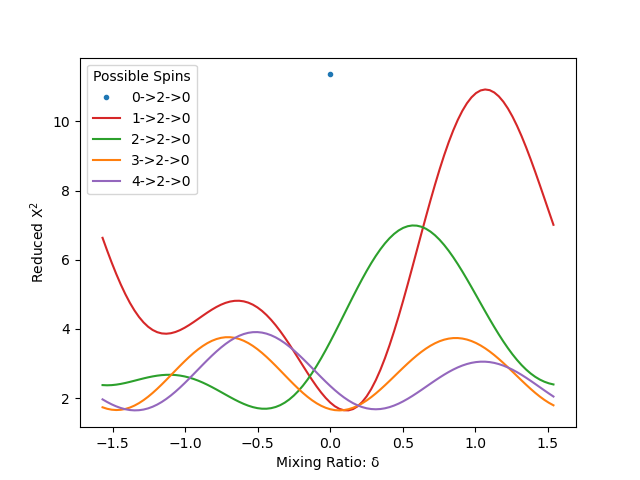 Possible Spins
0->2->0
1->2->0
2->2->0
3->2->0
4->2->0
10
8
6
4
2
Reduced X²
−1.5 −1.0 −0.5 0.0 0.5 1.0 1.5
Mixing Ratio: δ